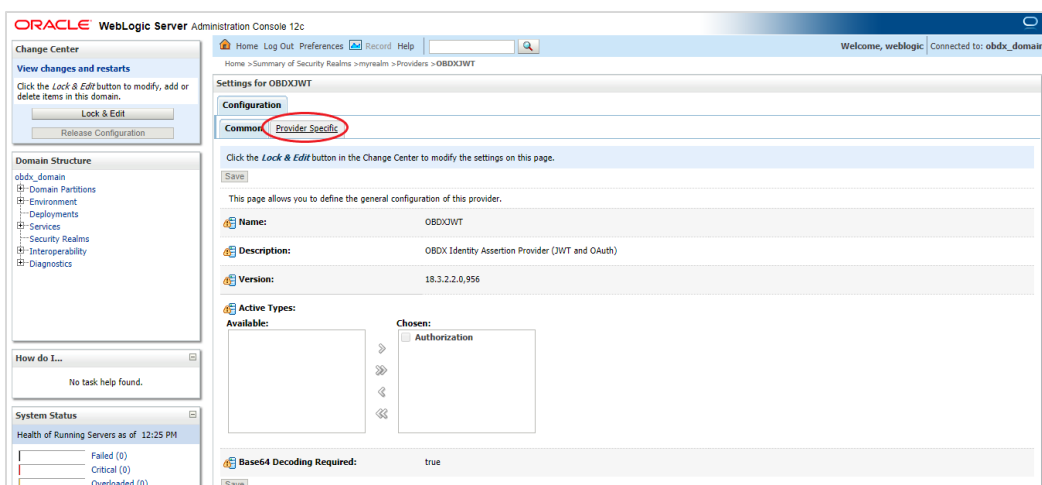 ORACLE WebLogic Server Administration Console 12c
Change Center
View changes and restarts
Click the Lock & Edit button to modify, add or
delete items in this domain.
Lock & Edit
Release Configuration
Domain Structure
obdx_domain
Domain Partitions
Environment
Deployments
Services
Security Realms
Interoperability
Diagnostics
How do I...
No task help found.
System Status
Health of Running Servers as of 12:25 PM
Failed (0)
Critical (0)
Overloaded (0)
Home Log Out Preferences Record Help
Welcome, weblogic Connected to: obdx_domain
Home >Summary of Security Realms >myrealm >Providers >OBDXJWT
Settings for OBDXJWT
Configuration
Common Provider Specific
Click the Lock & Edit button in the Change Center to modify the settings on this page.
Save
This page allows you to define the general configuration of this provider.
Name: OBDXJWT
Description: OBDX Identity Assertion Provider (JWT and OAuth)
Version: 18.3.2.2.0,956
Active Types:
Available: Chosen:
Authorization
Base64 Decoding Required: true
Save